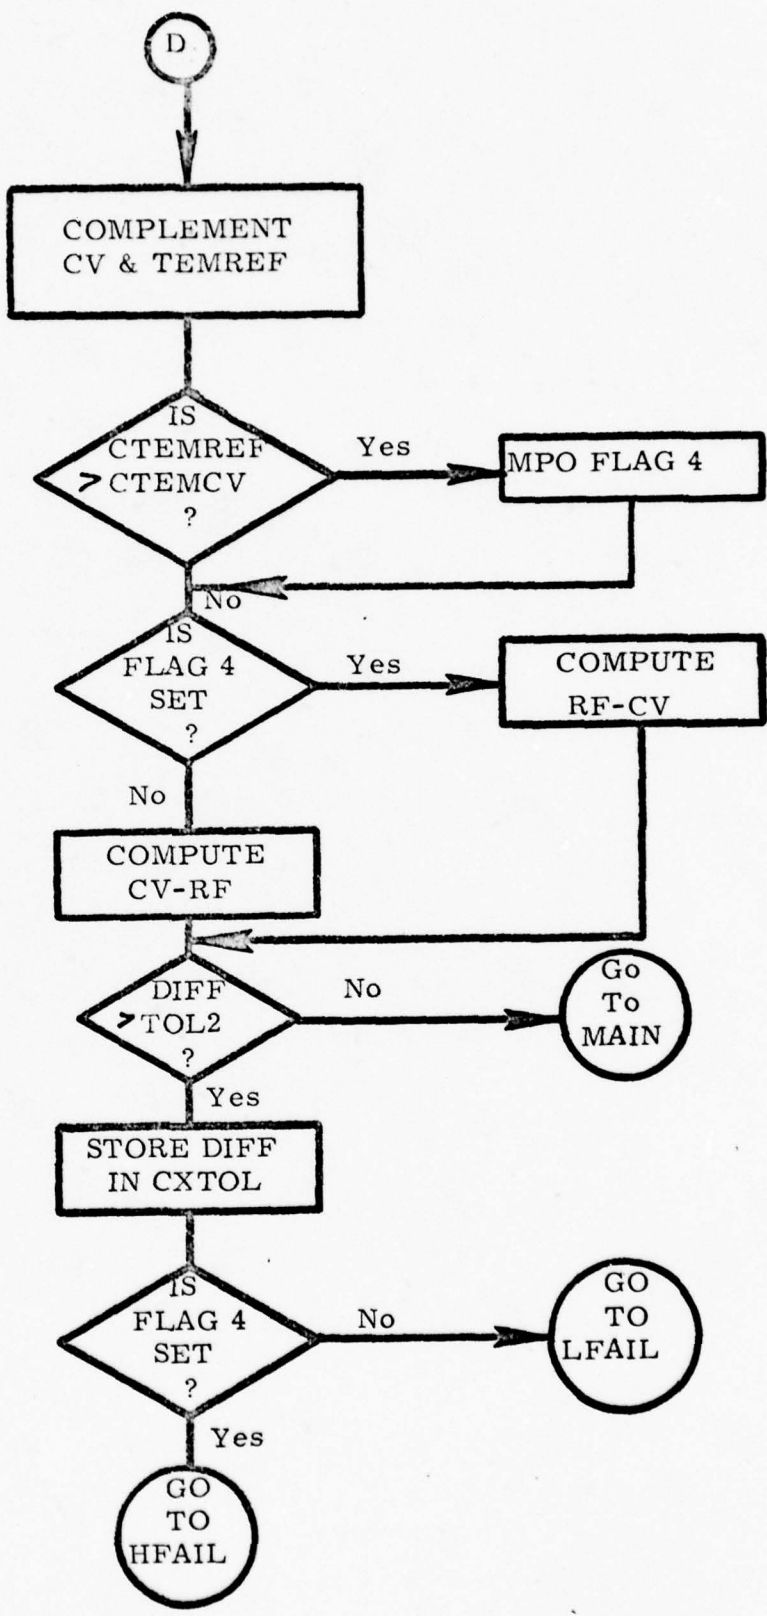 D
COMPLEMENT
CV & TEMREF
IS
CTEMREF
> CTEMCV
?
Yes
MPO FLAG 4
No
IS
FLAG 4
SET
?
Yes
COMPUTE
RF-CV
No
COMPUTE
CV-RF
DIFF
> TOL2
?
No
Go
To
MAIN
Yes
STORE DIFF
IN CXTOL
IS
FLAG 4
SET
?
No
GO
TO
LFAIL
Yes
GO
TO
HFAIL